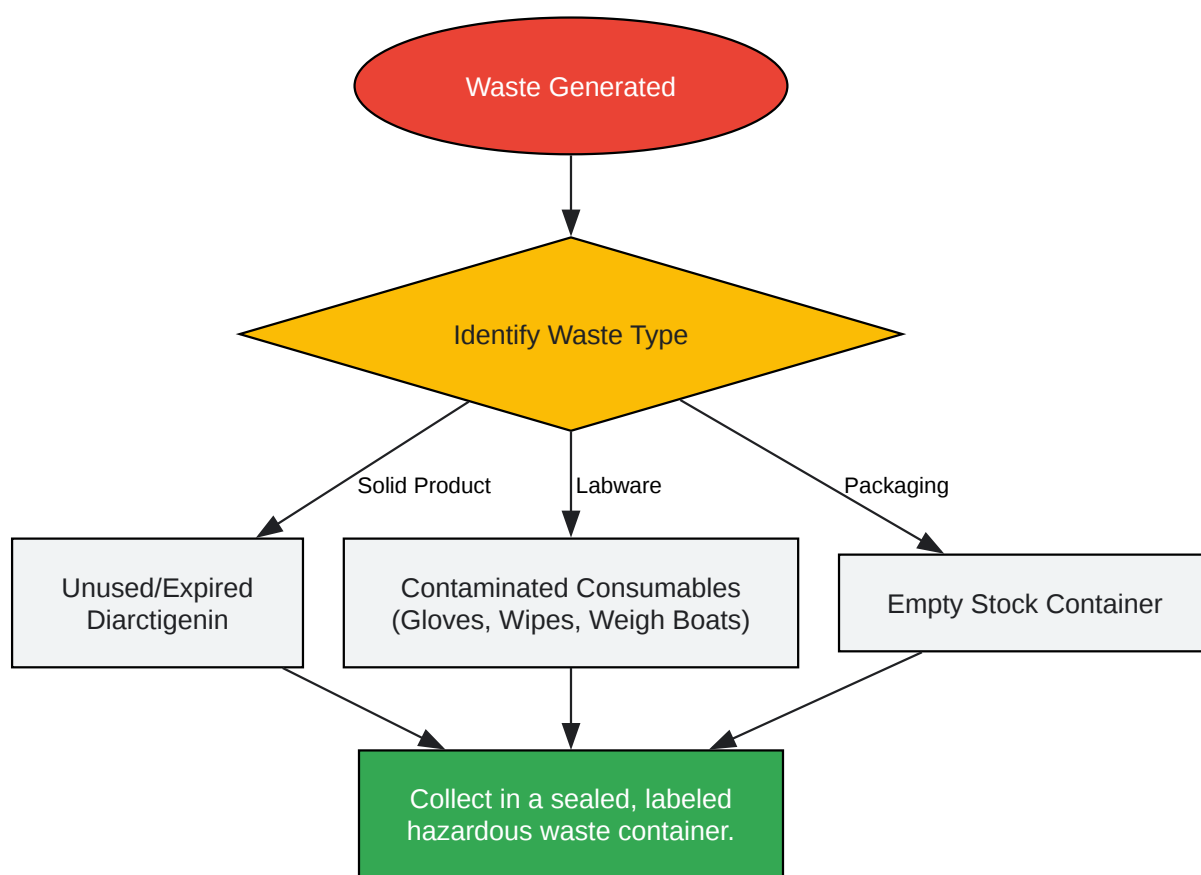 Waste Generated
Identify Waste Type
Solid Product
Labware
Packaging
Unused/Expired
Diarctigenin
Contaminated Consumables
(Gloves, Wipes, Weigh Boats)
Empty Stock Container
Collect in a sealed, labeled
hazardous waste container.